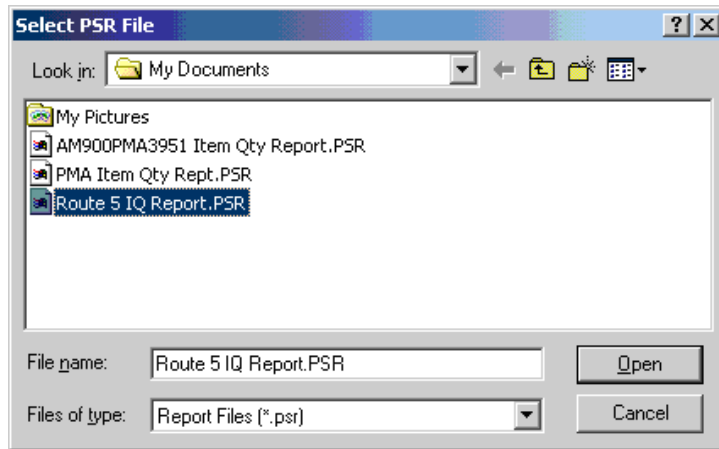 Select PSR File
Look in: My Documents
My Pictures
AM900PMA3951 Item Qty Report.PSR
PMA Item Qty Rept.PSR
Route 5 IQ Report.PSR
File name: Route 5 IQ Report.PSR Open
Files of type: Report Files (*.psr) Cancel